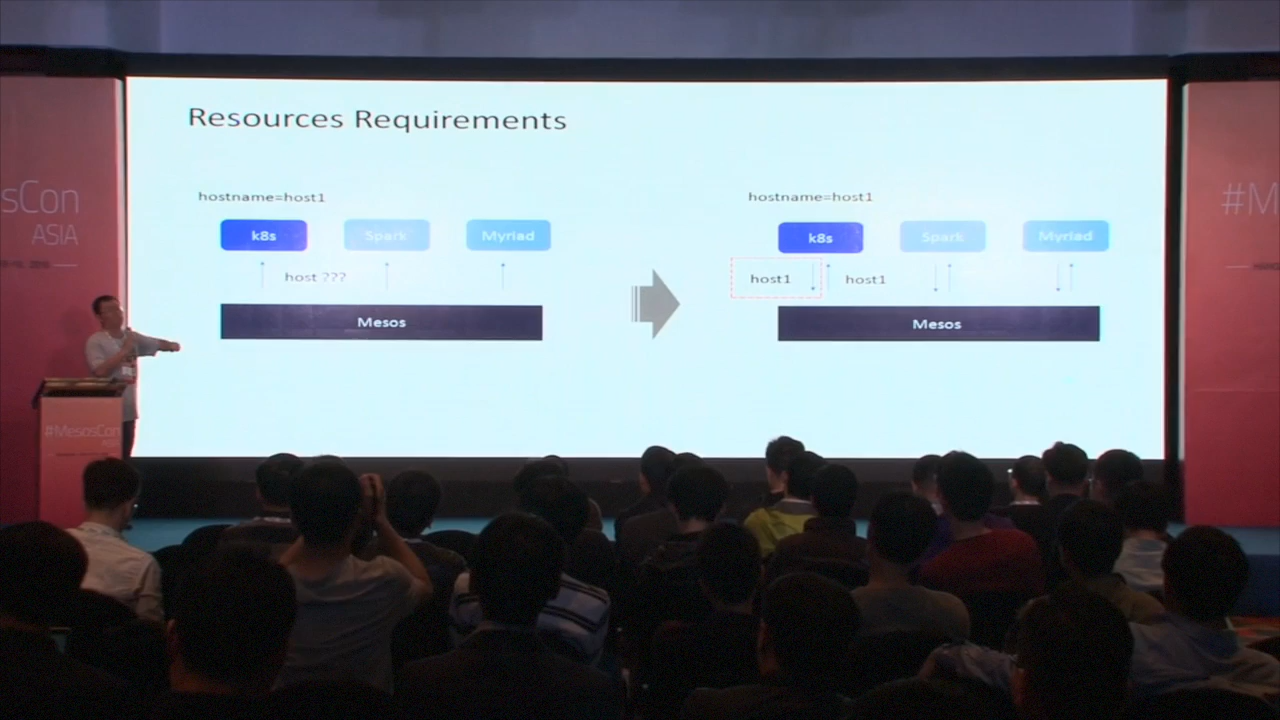 Resources Requirements
hostname=host1
k8s
Spark
Myriad
host ???
Mesos
hostname=host1
k8s
Spark
Myriad
host1
host1
Mesos
sCon
ASIA
#M
#MesosCon
ASIA